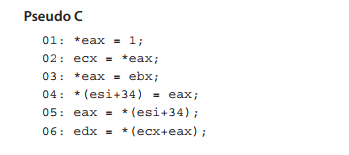 Pseudo C
01: *eax = 1;
02: ecx = *eax;
03: *eax = ebx;
04: *(esi+34) = eax;
05: eax = *(esi+34);
06: edx = *(ecx+eax);